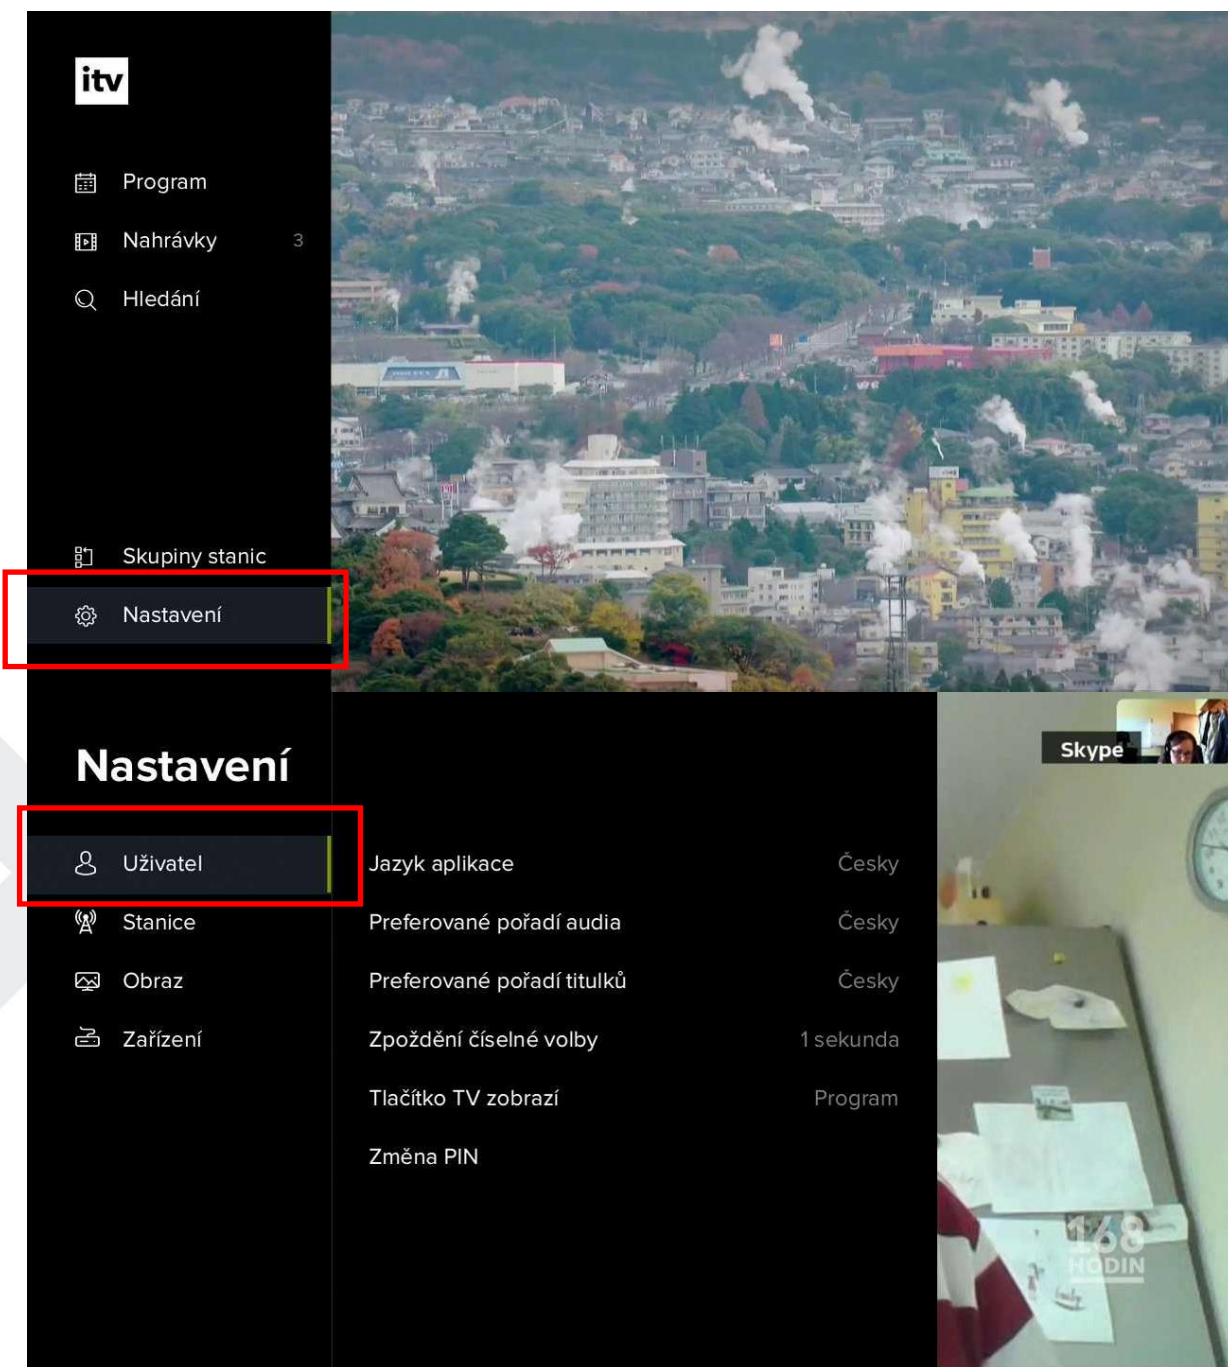 itv
Program
Nahrávky 3
Hledání
Skupiny stanic
Nastavení
Nastavení
Skype
Uživatel
Jazyk aplikace Česky
Stanice
Preferované pořadí audia Česky
Obraz
Preferované pořadí titulků Česky
Zařízení
Zpoždění číselné volby 1 sekunda
Tlačítko TV zobrazí Program
Změna PIN
168
HODIN